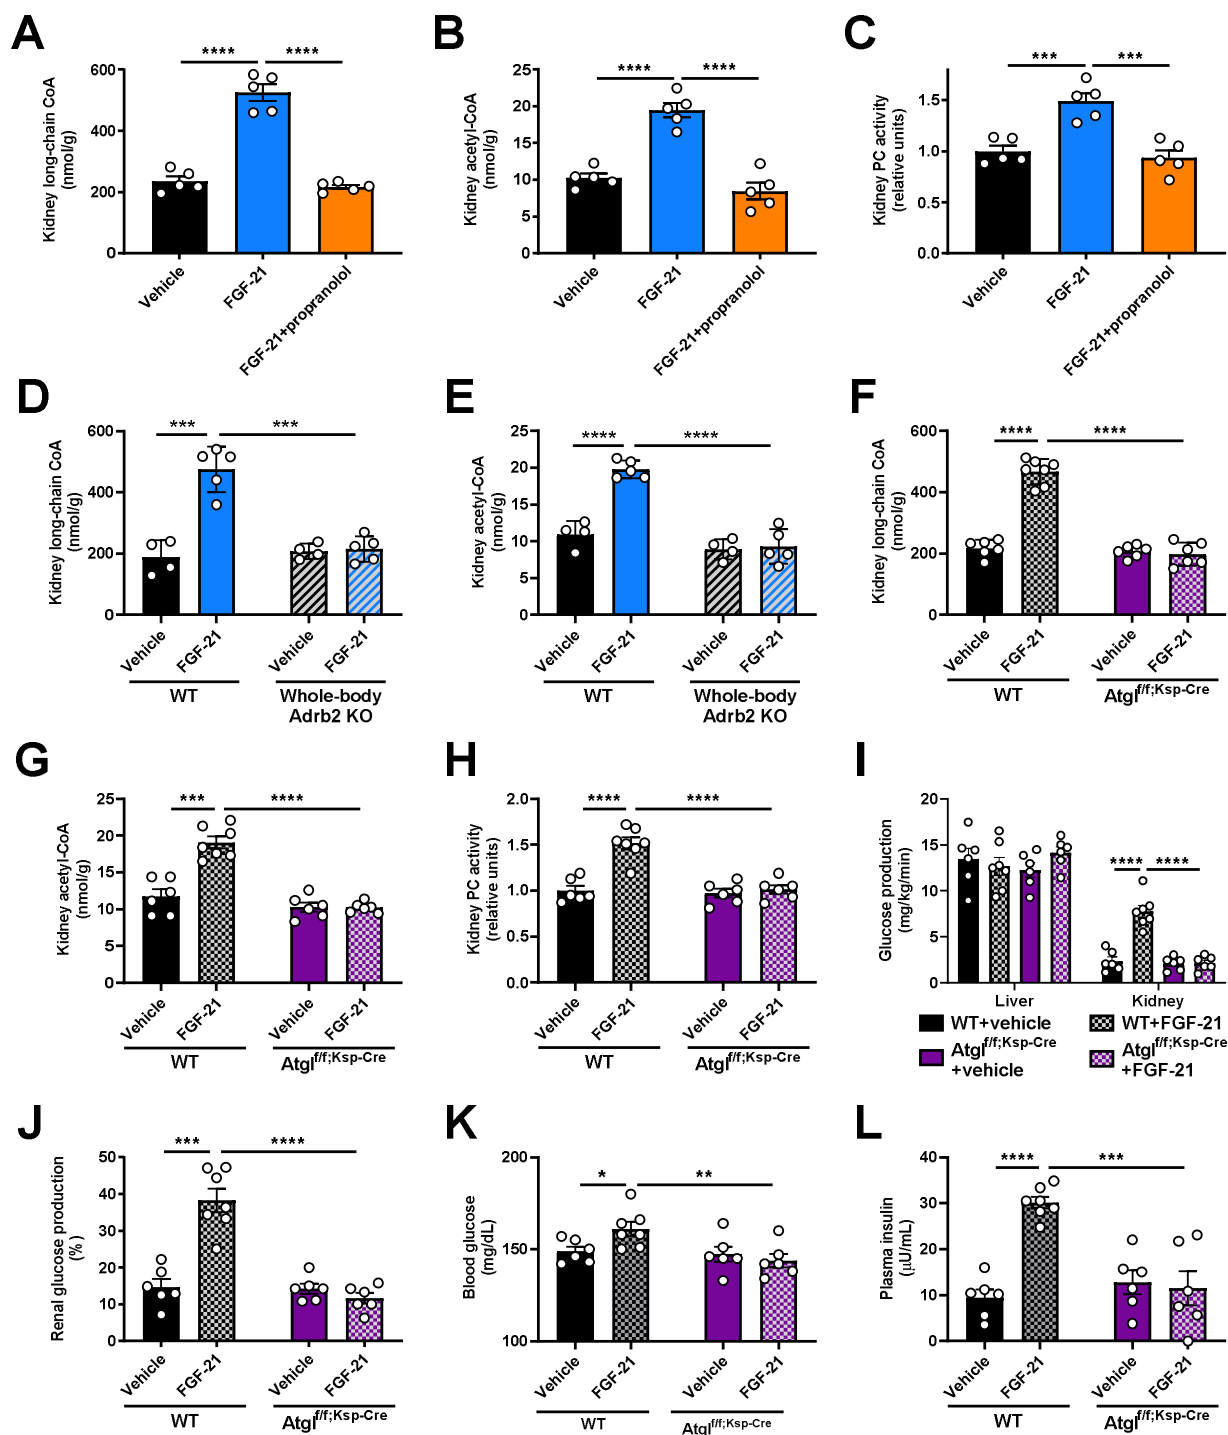 A
Kidney long-chain CoA
(nmol/g)
600
400
200
0
**** ****
Vehicle
FGF-21
FGF-21+propranolol
B
Kidney acetyl-CoA
(nmol/g)
25
20
15
10
5
0
**** ****
Vehicle
FGF-21
FGF-21+propranolol
C
Kidney PC activity
(relative units)
1.5
1.0
0.5
0.0
*** ***
Vehicle
FGF-21
FGF-21+propranolol
D
Kidney long-chain CoA
(nmol/g)
600
400
200
0
*** ***
Vehicle
FGF-21
Vehicle
FGF-21
WT
Whole-body
Adrb2 KO
E
Kidney acetyl-CoA
(nmol/g)
25
20
15
10
5
0
**** ****
Vehicle
FGF-21
Vehicle
FGF-21
WT
Whole-body
Adrb2 KO
F
Kidney long-chain CoA
(nmol/g)
600
400
200
0
**** ****
Vehicle
FGF-21
Vehicle
FGF-21
WT
Atgl^f/f;Ksp-Cre
G
Kidney acetyl-CoA
(nmol/g)
25
20
15
10
5
0
*** ****
Vehicle
FGF-21
Vehicle
FGF-21
WT
Atgl^f/f;Ksp-Cre
H
Kidney PC activity
(relative units)
2.0
1.5
1.0
0.5
0.0
**** ****
Vehicle
FGF-21
Vehicle
FGF-21
WT
Atgl^f/f;Ksp-Cre
I
Glucose production
(mg/kg/min)
20
15
10
5
0
**** ****
Liver
Kidney
WT+vehicle
WT+FGF-21
Atgl^f/f;Ksp-Cre
+vehicle
Atgl^f/f;Ksp-Cre
+FGF-21
J
Renal glucose production
(%)
50
40
30
20
10
0
*** ****
Vehicle
FGF-21
Vehicle
FGF-21
WT
Atgl^f/f;Ksp-Cre
K
Blood glucose
(mg/dL)
200
150
100
* **
Vehicle
FGF-21
Vehicle
FGF-21
WT
Atgl^f/f;Ksp-Cre
L
Plasma insulin
(μU/mL)
40
30
20
10
0
**** ***
Vehicle
FGF-21
Vehicle
FGF-21
WT
Atgl^f/f;Ksp-Cre